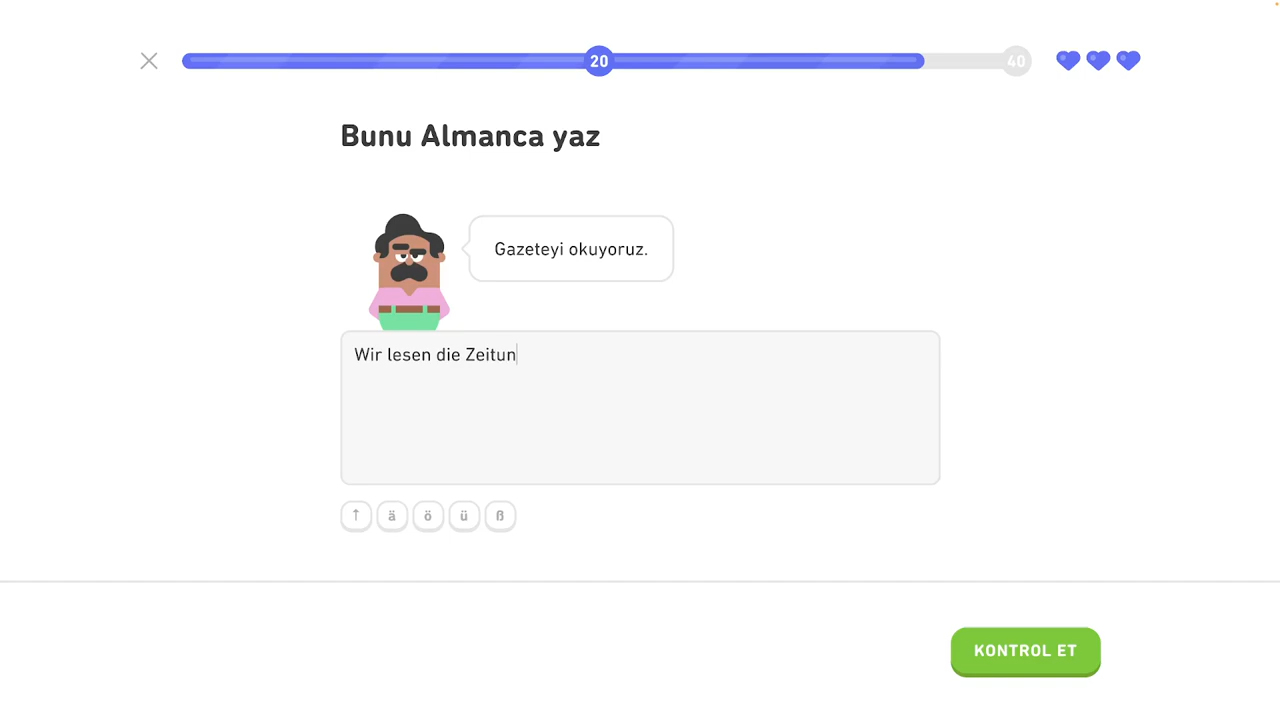 20
40
Bunu Almanca yaz
Gazeteyi okuyoruz.
Wir lesen die Zeitun
↑ ä ö ü ß
KONTROL ET